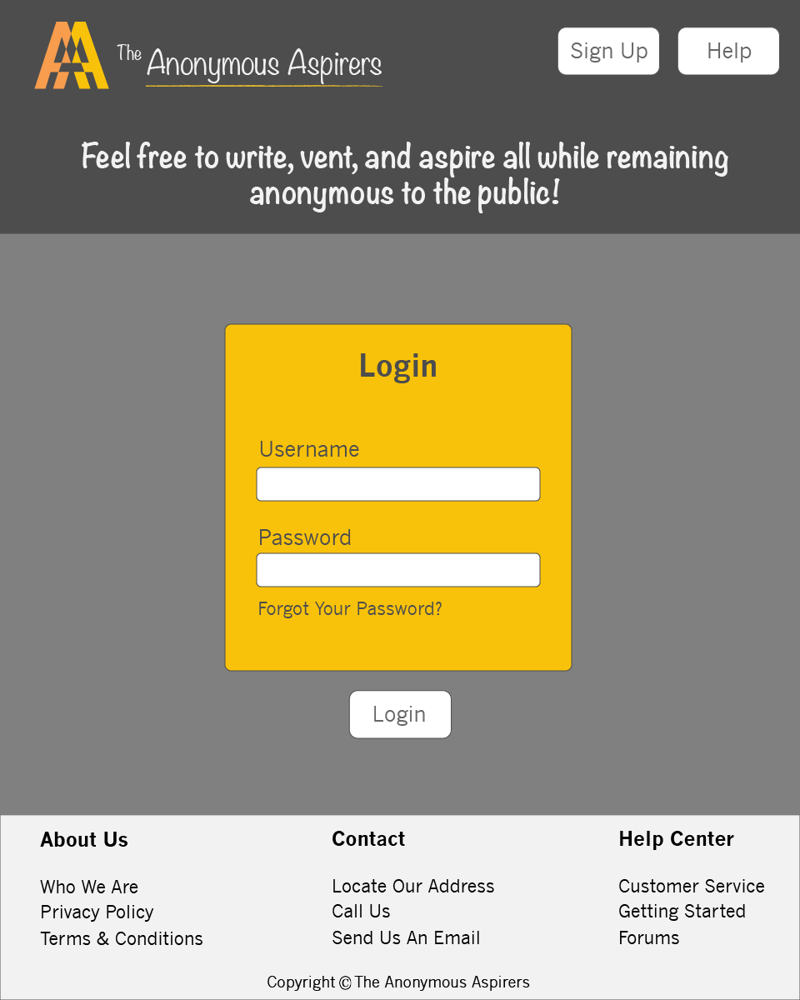 The Anonymous Aspirers
Sign Up
Help
Feel free to write, vent, and aspire all while remaining
anonymous to the public!
Login
Username
Password
Forgot Your Password?
Login
About Us
Who We Are
Privacy Policy
Terms & Conditions
Contact
Locate Our Address
Call Us
Send Us An Email
Help Center
Customer Service
Getting Started
Forums
Copyright © The Anonymous Aspirers